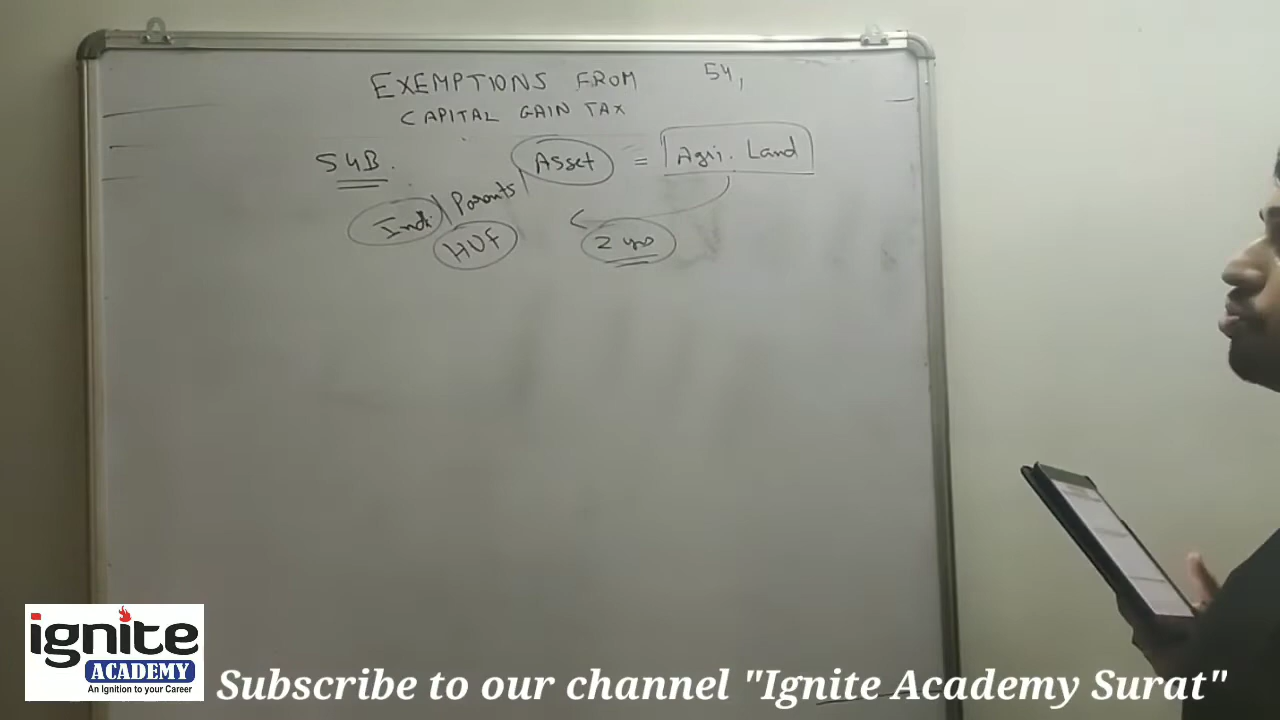 EXEMPTIONS FROM 54,
CAPITAL GAIN TAX
54B. Asset = Agri. Land
Indi / Parents /
HUF 2 yrs
ignite
ACADEMY
An Ignition to your Career
Subscribe to our channel "Ignite Academy Surat"